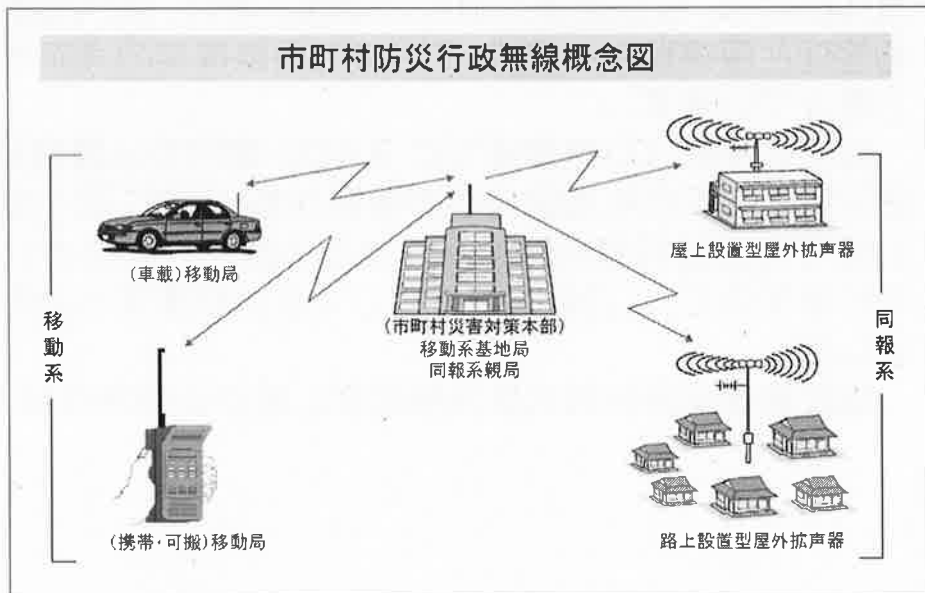 市町村防災行政無線概念図
移動系
(車載)移動局
(携帯・可搬)移動局
(市町村災害対策本部)
移動系基地局
同報系親局
屋上設置型屋外拡声器
路上設置型屋外拡声器
同報系